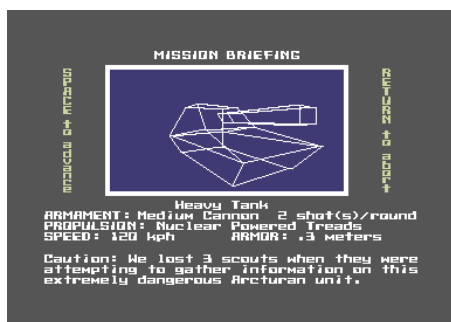 MISSION BRIEFING
SPACE to advance
RETURN to abort
Heavy Tank
ARMAMENT: Medium Cannon 2 shot(s)/round
PROPULSION: Nuclear Powered Treads
SPEED: 120 kph ARMOR: .3 meters
Caution: We lost 3 scouts when they were
attempting to gather information on this
extremely dangerous Arcturan unit.